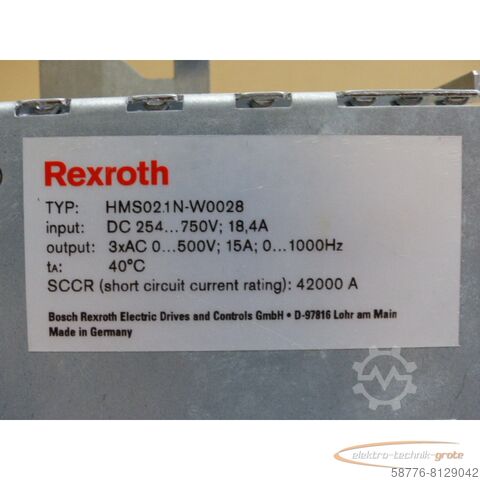 Rexroth
TYP: HMS02.1N-W0028
input: DC 254...750V; 18,4A
output: 3xAC 0...500V; 15A; 0...1000Hz
tA: 40°C
SCCR (short circuit current rating): 42000 A
Bosch Rexroth Electric Drives and Controls GmbH • D-97816 Lohr am Main
Made in Germany
elektro-technik-grote
58776-8129042